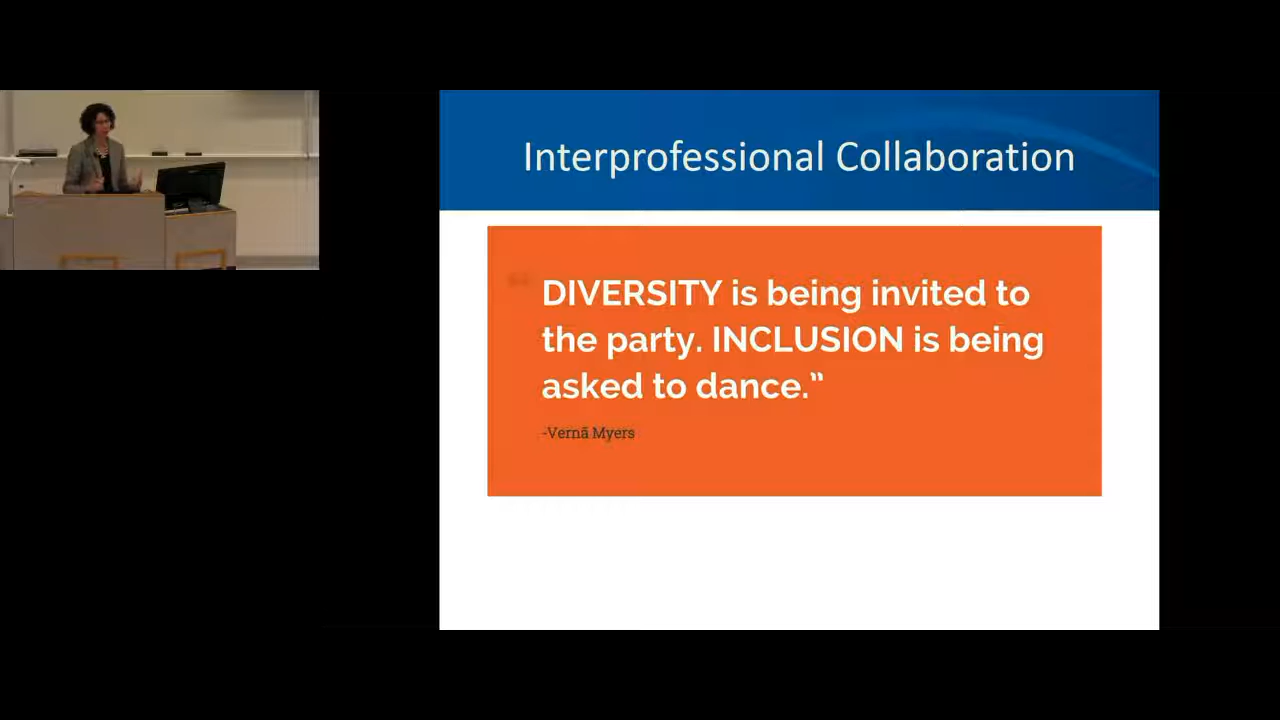 Interprofessional Collaboration
“
DIVERSITY is being invited to
the party. INCLUSION is being
asked to dance.”
-Vernā Myers